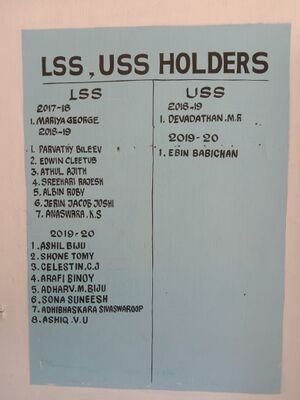 LSS, USS HOLDERS
LSS
2017-18
1. MARIYA GEORGE
2018-19
1. PARVATHY BILEEV
2. EDWIN CLEETUS
3. ATHUL AJITH
4. SREEHARI RAJESH
5. ALBIN ROBY
6. JERIN JACOB JOSHI
7. ANASWARA.K.S
2019-20
1. ASHIL BIJU
2. SHONE TOMY
3. CELESTIN.C.J
4. ARAFI BINOY
5. ADHARV.M.BIJU
6. SONA SUNEESH
7. ADHIBHASKARA SIVASWAROOP
8. ASHIQ.V.U
USS
2018-19
1. DEVADATHAN.M.R
2019-20
1. EBIN BABICHAN